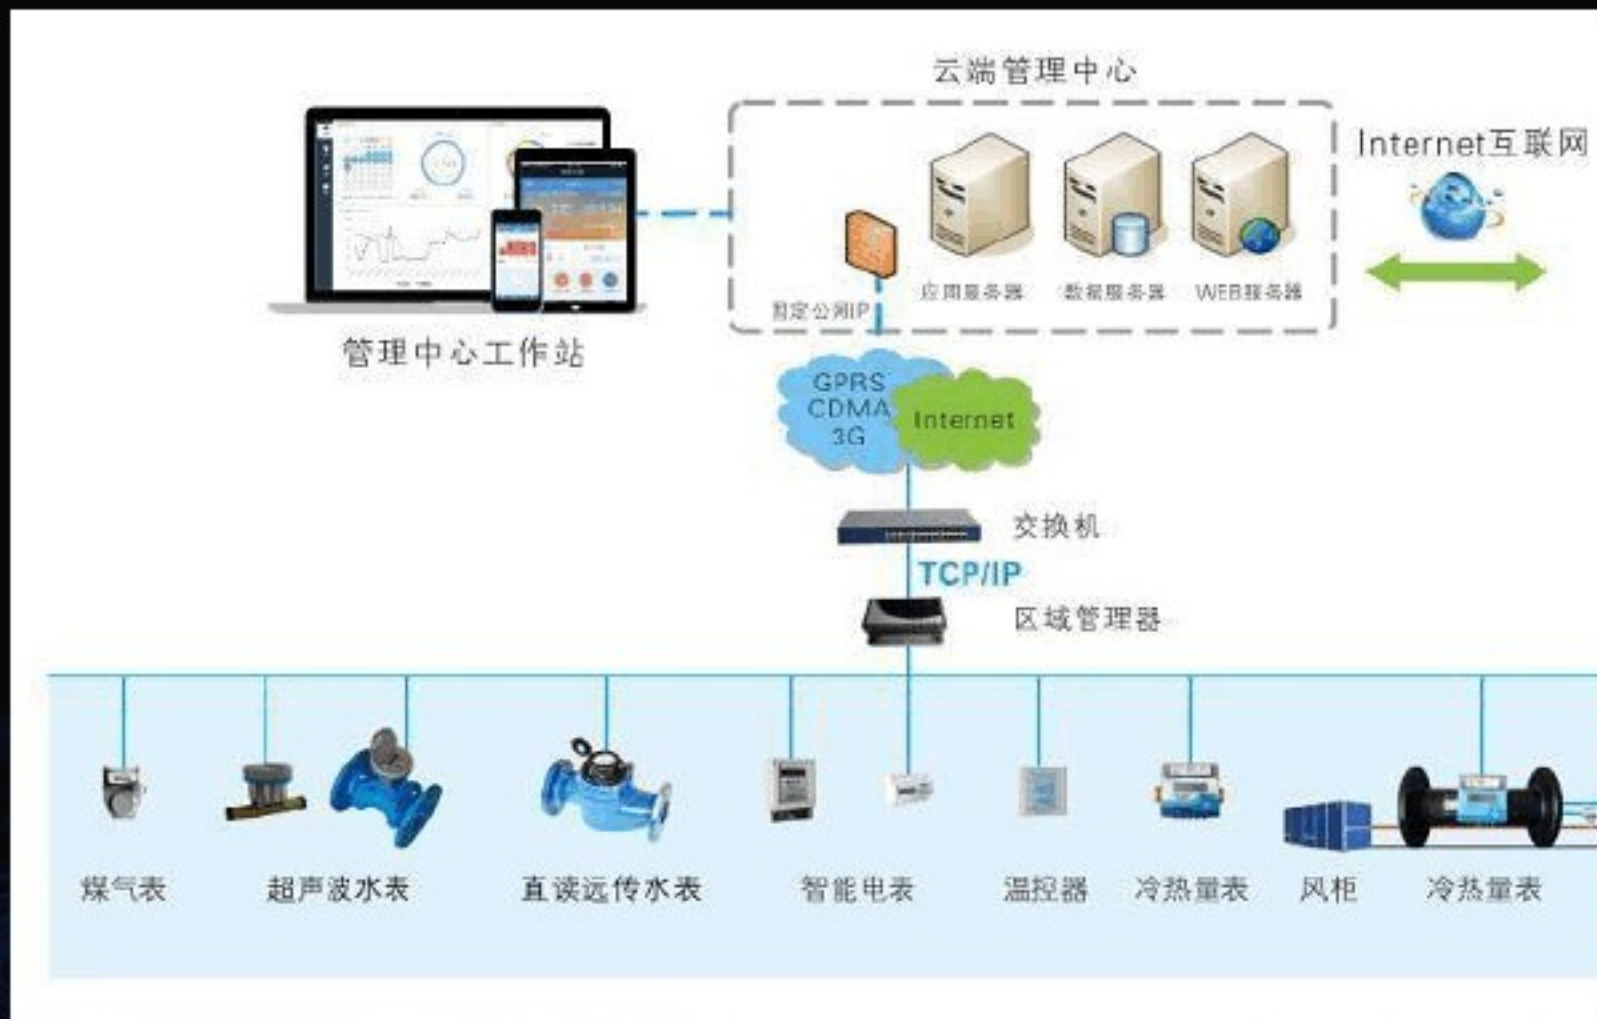 云端管理中心
Internet互联网
固定公网IP
应用服务器
数据服务器
WEB服务器
管理中心工作站
GPRS
CDMA
3G
Internet
交换机
TCP/IP
区域管理器
煤气表
超声波水表
直读远传水表
智能电表
温控器
冷热量表
风柜
冷热量表